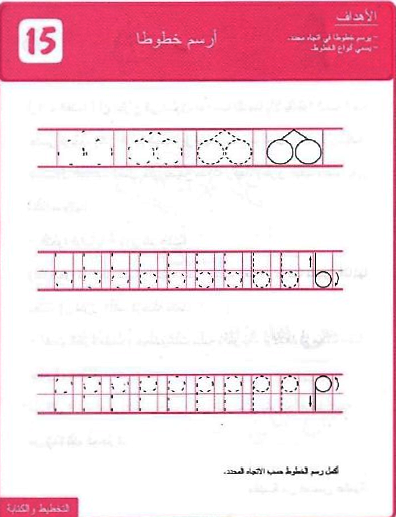 الأهداف
- يرسم خطوطا في اتجاه محدد.
- يسمي أنواع الخطوط.
أرسم خطوطا
15
أكمل رسم الخطوط حسب الاتجاه المحدد.
التخطيط والكتابة